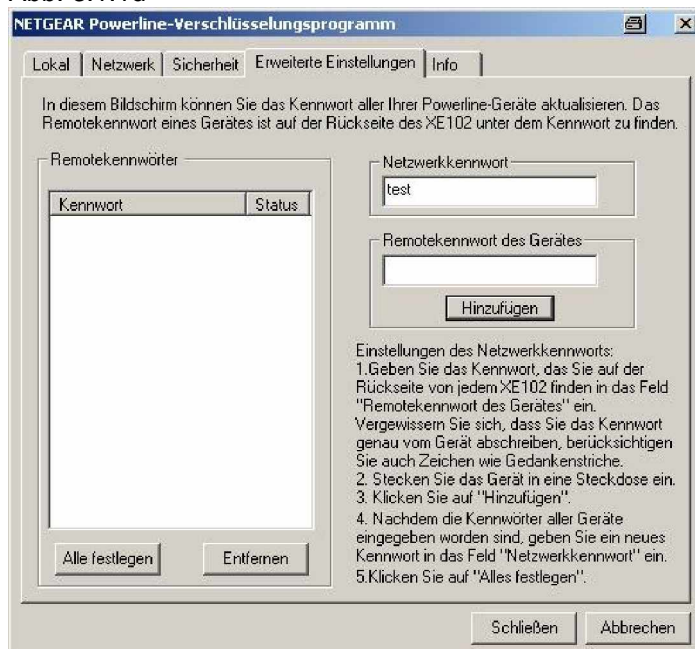 NETGEAR Powerline-Verschlüsselungsprogramm
Lokal Netzwerk Sicherheit Erweiterte Einstellungen Info
In diesem Bildschirm können Sie das Kennwort aller Ihrer Powerline-Geräte aktualisieren. Das
Remotekennwort eines Gerätes ist auf der Rückseite des XE102 unter dem Kennwort zu finden.
Remotekennwörter
Kennwort Status
Alle festlegen Entfernen
Netzwerkkennwort
test
Remotekennwort des Gerätes
Hinzufügen
Einstellungen des Netzwerkkennworts:
1.Geben Sie das Kennwort, das Sie auf der
Rückseite von jedem XE102 finden in das Feld
"Remotekennwort des Gerätes" ein.
Vergewissern Sie sich, dass Sie das Kennwort
genau vom Gerät abschreiben, berücksichtigen
Sie auch Zeichen wie Gedankenstriche.
2. Stecken Sie das Gerät in eine Steckdose ein.
3. Klicken Sie auf "Hinzufügen".
4. Nachdem die Kennwörter aller Geräte
eingegeben worden sind, geben Sie ein neues
Kennwort in das Feld "Netzwerkkennwort" ein.
5.Klicken Sie auf "Alles festlegen".
Schließen Abbrechen